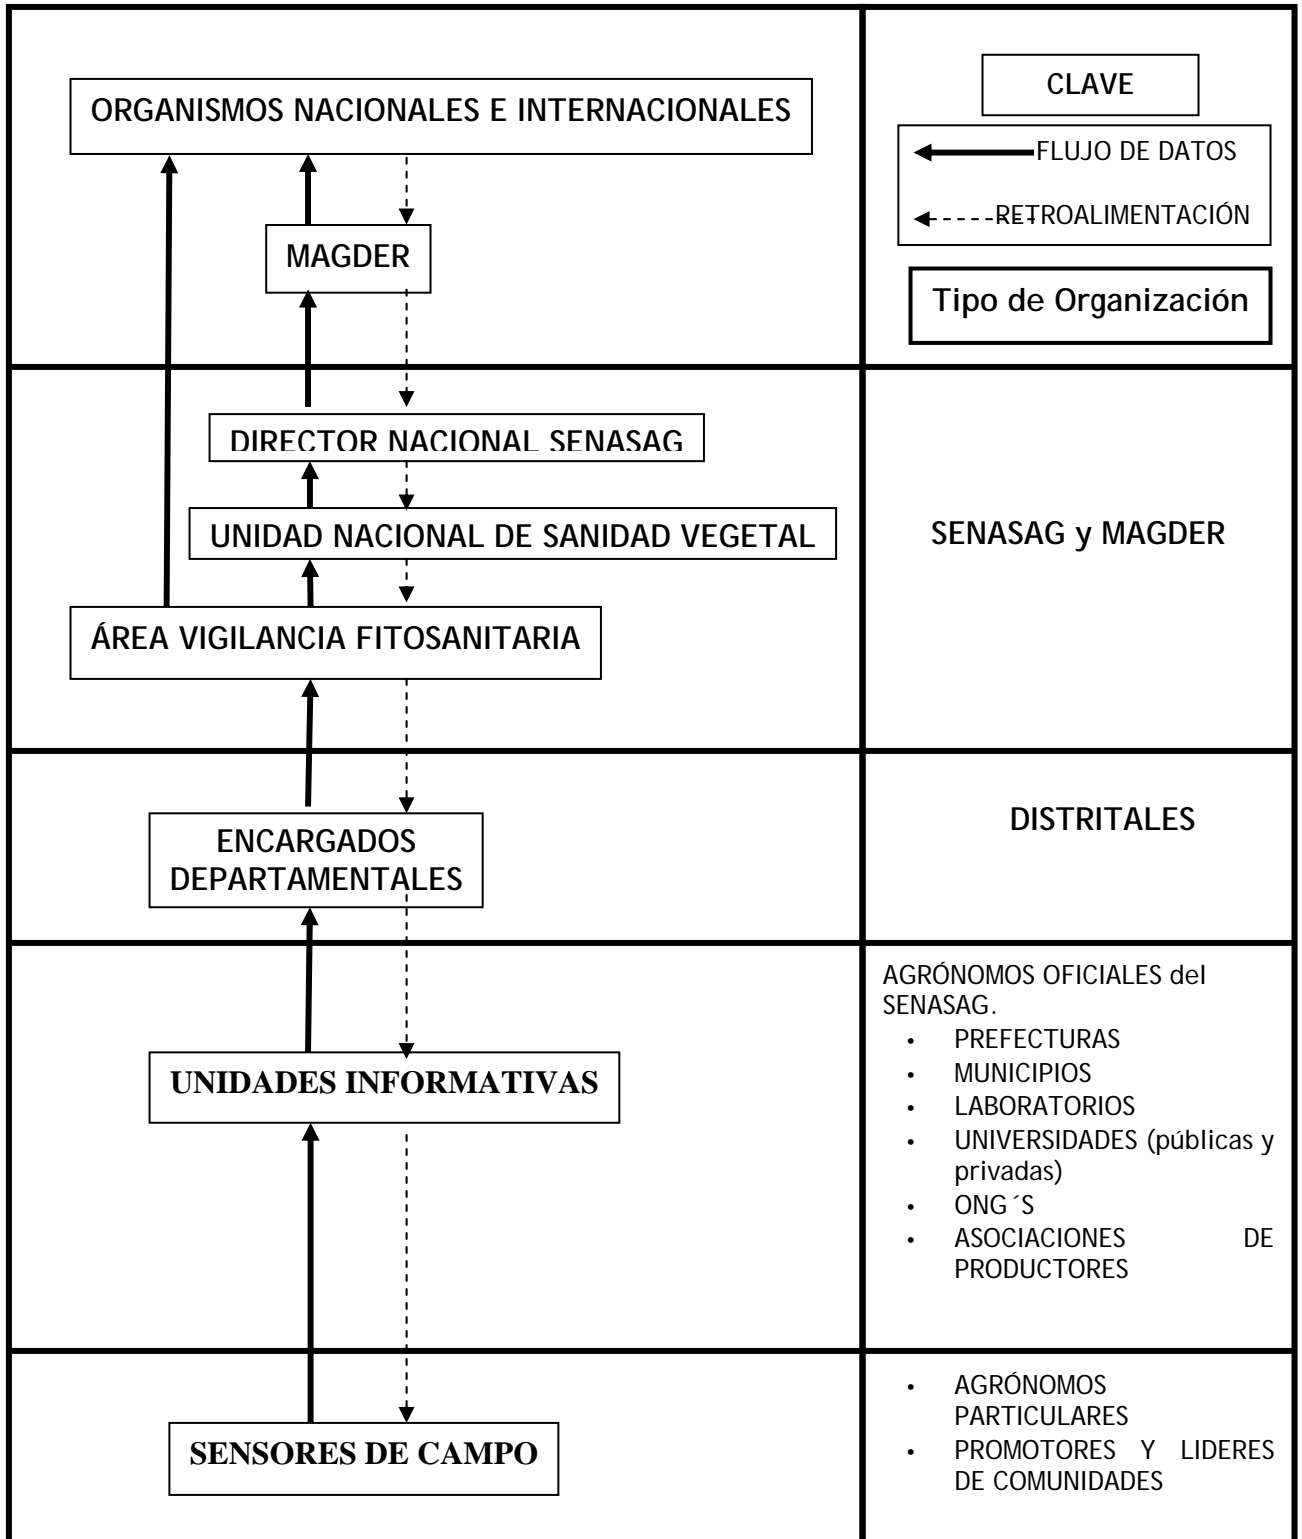 ORGANISMOS NACIONALES E INTERNACIONALES
CLAVE
FLUJO DE DATOS
RETROALIMENTACIÓN
MAGDER
Tipo de Organización
DIRECTOR NACIONAL SENASAG
UNIDAD NACIONAL DE SANIDAD VEGETAL
SENASAG y MAGDER
ÁREA VIGILANCIA FITOSANITARIA
ENCARGADOS
DEPARTAMENTALES
DISTRITALES
UNIDADES INFORMATIVAS
AGRÓNOMOS OFICIALES del
SENASAG.
• PREFECTURAS
• MUNICIPIOS
• LABORATORIOS
• UNIVERSIDADES (públicas y
privadas)
• ONG´S
• ASOCIACIONES DE
PRODUCTORES
SENSORES DE CAMPO
• AGRÓNOMOS
PARTICULARES
• PROMOTORES Y LIDERES
DE COMUNIDADES